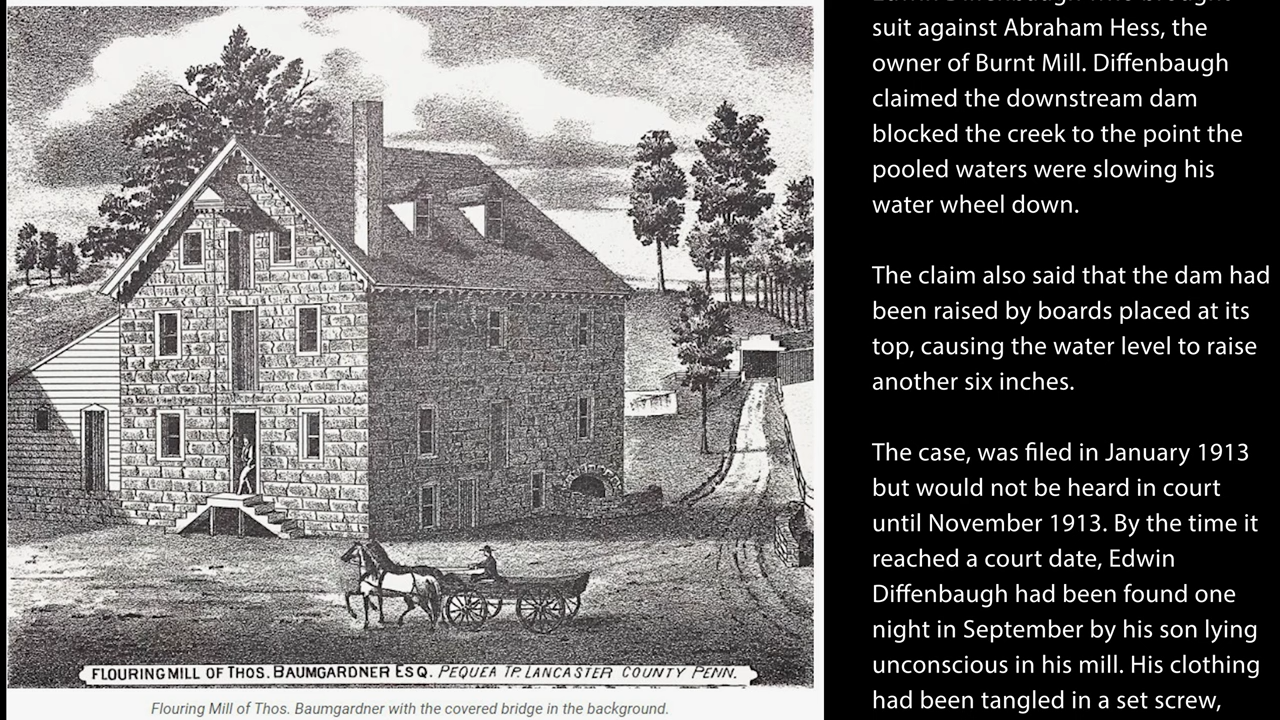 FLOURING MILL OF THOS. BAUMGARDNER ESQ. PEQUEA TP. LANCASTER COUNTY PENN.
Flouring Mill of Thos. Baumgardner with the covered bridge in the background.
suit against Abraham Hess, the
owner of Burnt Mill. Diffenbaugh
claimed the downstream dam
blocked the creek to the point the
pooled waters were slowing his
water wheel down.
The claim also said that the dam had
been raised by boards placed at its
top, causing the water level to raise
another six inches.
The case, was filed in January 1913
but would not be heard in court
until November 1913. By the time it
reached a court date, Edwin
Diffenbaugh had been found one
night in September by his son lying
unconscious in his mill. His clothing
had been tangled in a set screw,